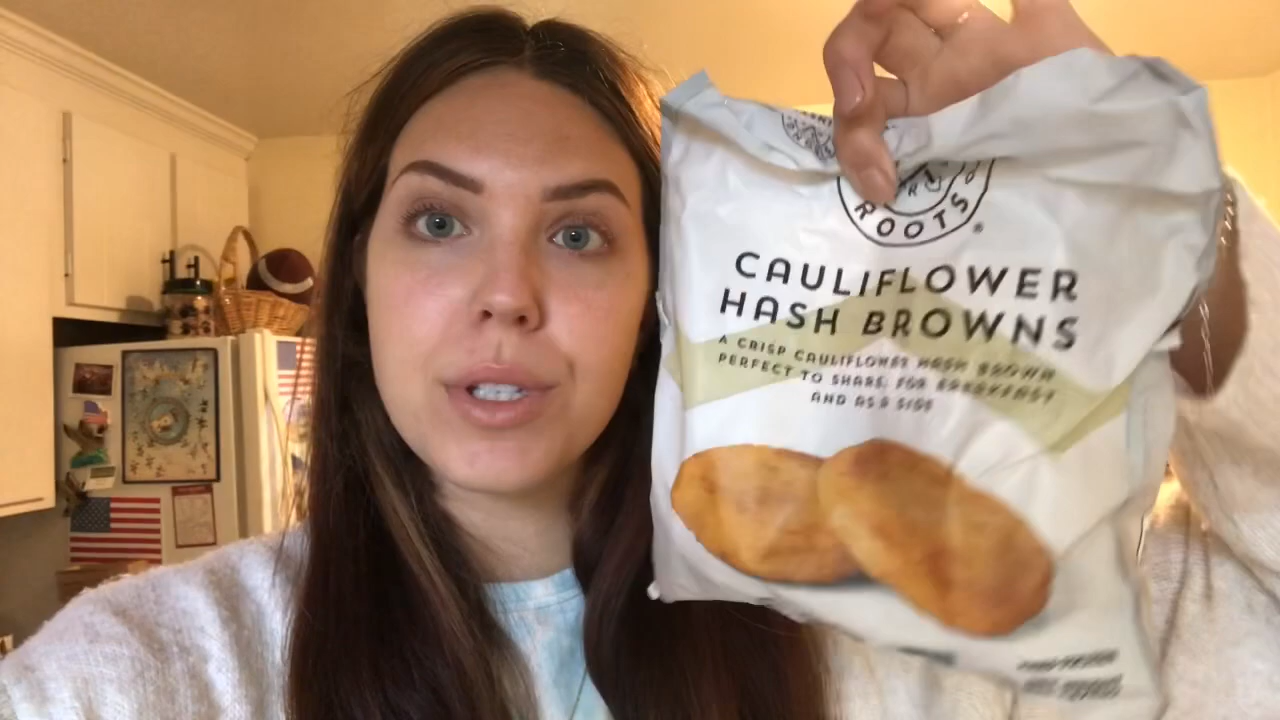 ROOTS®
CAULIFLOWER
HASH BROWNS
A CRISP CAULIFLOWER HASH BROWN
PERFECT TO SHARE, FOR BREAKFAST
AND AS A SIDE